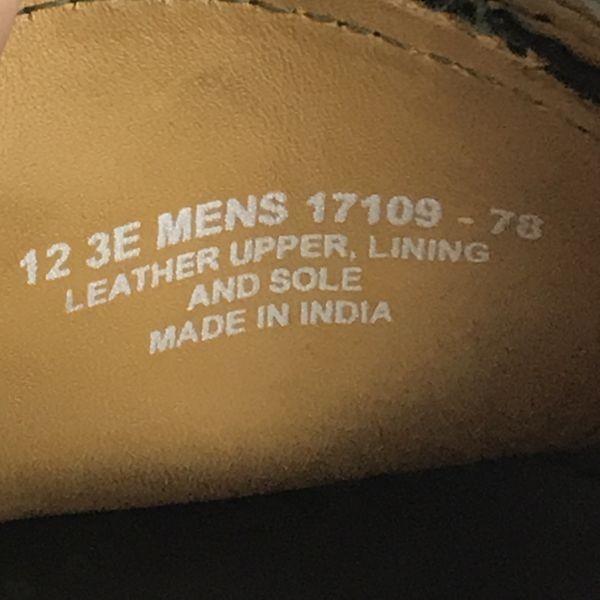 12 3E MENS 17109 - 78
LEATHER UPPER, LINING
AND SOLE
MADE IN INDIA